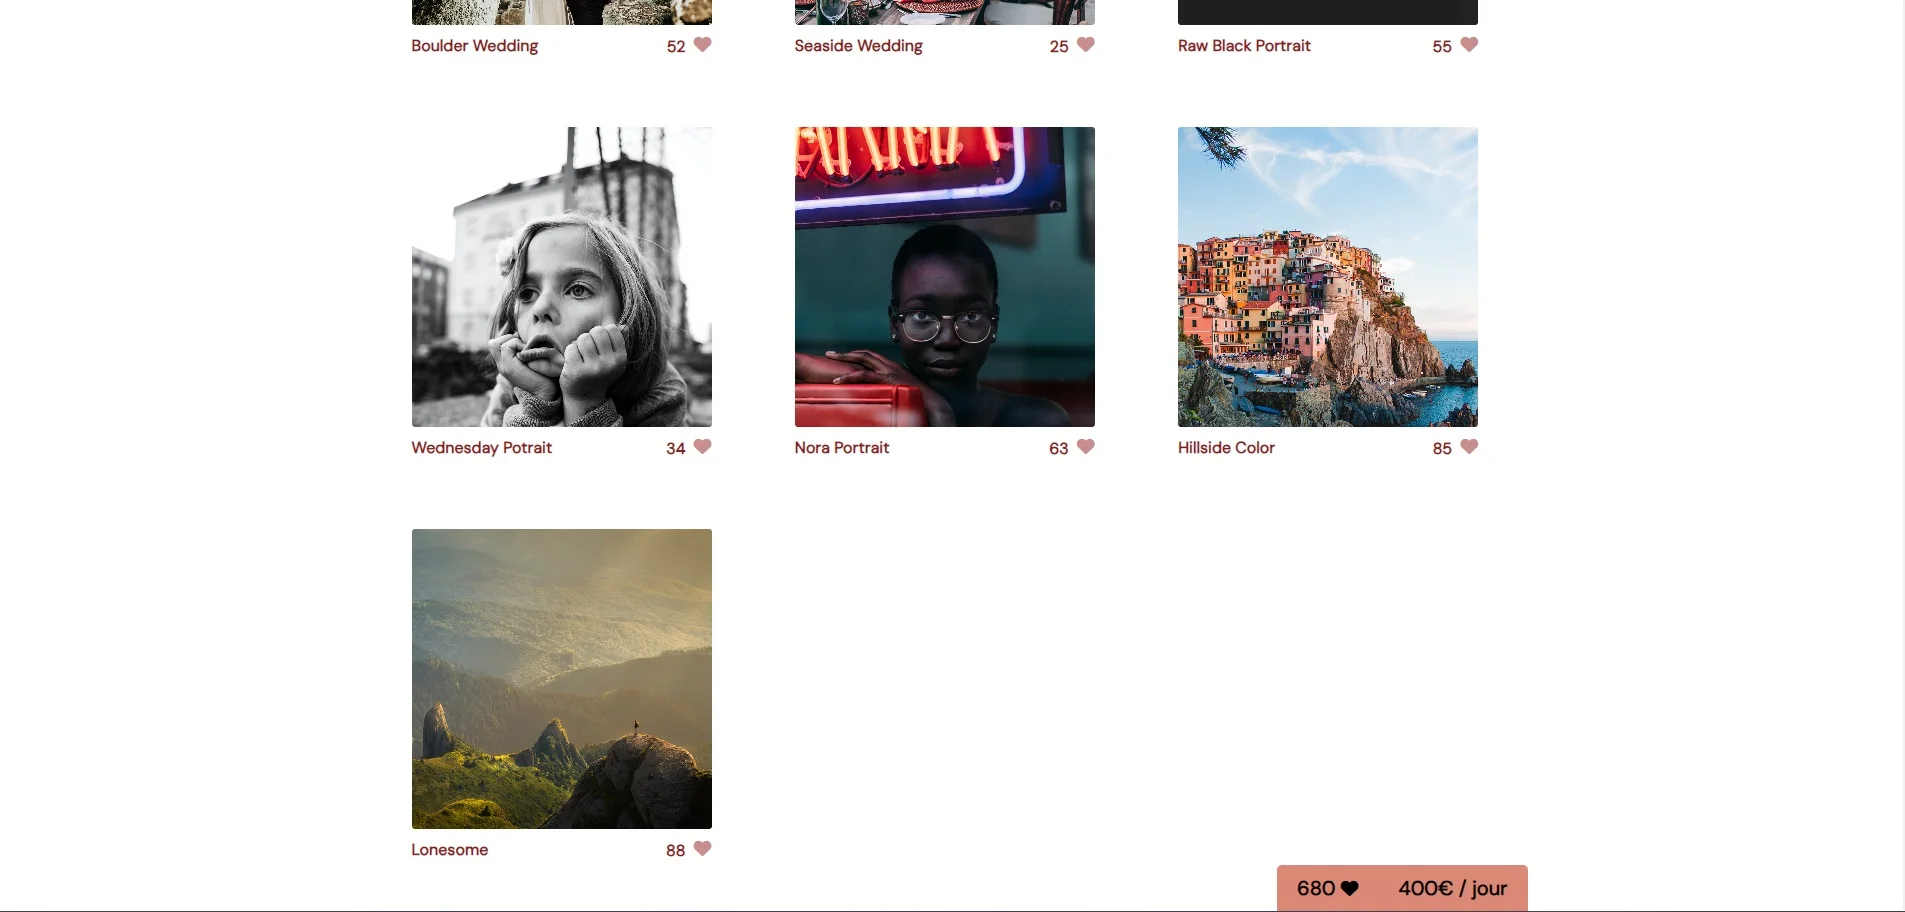 Boulder Wedding 52
Seaside Wedding 25
Raw Black Portrait 55
Wednesday Potrait 34
Nora Portrait 63
Hillside Color 85
Lonesome 88
680 400€ / jour